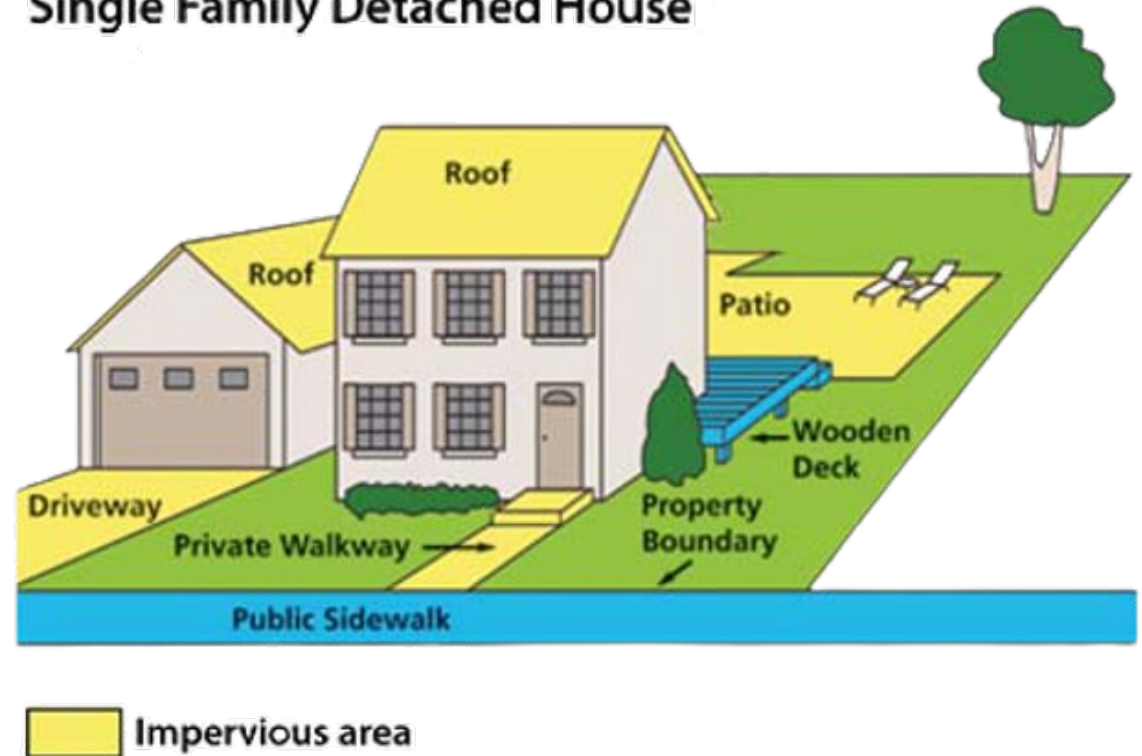 Single Family Detached House
Roof
Roof
Patio
Wooden
Deck
Driveway
Property
Boundary
Private Walkway
Public Sidewalk
Impervious area